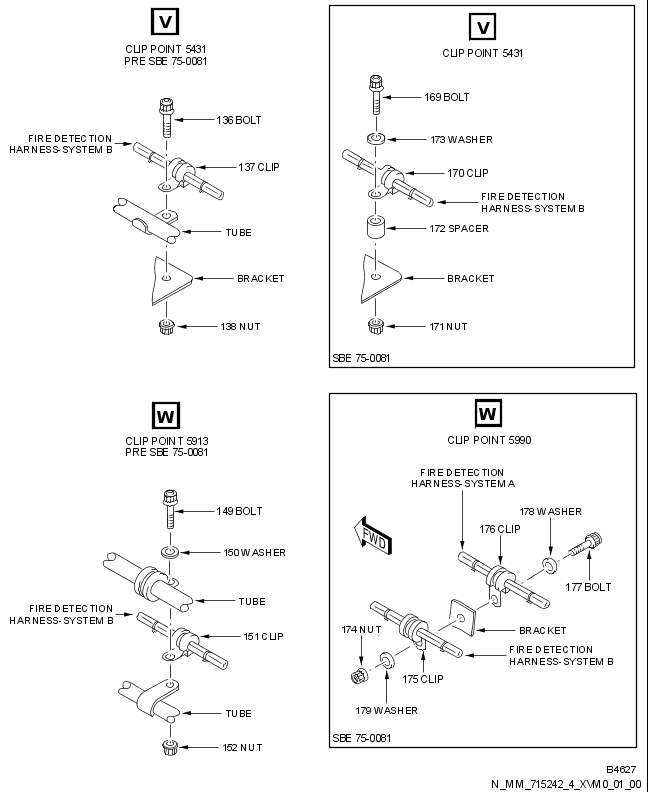 V
CLIP POINT 5431
PRE SBE 75-0081
136 BOLT
FIRE DETECTION
HARNESS-SYSTEM B
137 CLIP
TUBE
BRACKET
138 NUT
V
CLIP POINT 5431
169 BOLT
173 WASHER
170 CLIP
FIRE DETECTION
HARNESS-SYSTEM B
172 SPACER
BRACKET
171 NUT
SBE 75-0081
W
CLIP POINT 5913
PRE SBE 75-0081
149 BOLT
150 WASHER
TUBE
FIRE DETECTION
HARNESS-SYSTEM B
151 CLIP
TUBE
152 NUT
W
CLIP POINT 5990
FIRE DETECTION
HARNESS-SYSTEM A
178 WASHER
176 CLIP
FWD
177 BOLT
174 NUT
BRACKET
FIRE DETECTION
HARNESS-SYSTEM B
175 CLIP
179 WASHER
SBE 75-0081
B4627
N_MM_715242_4_XVM0_01_00